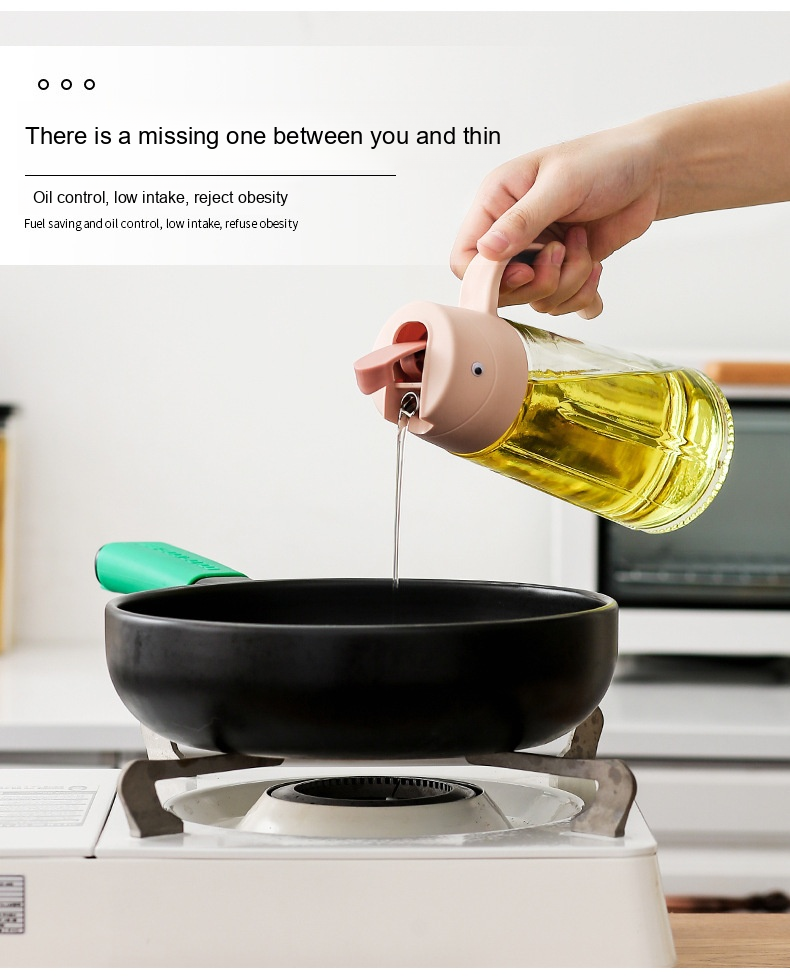 There is a missing one between you and thin
Oil control, low intake, reject obesity
Fuel saving and oil control, low intake, refuse obesity